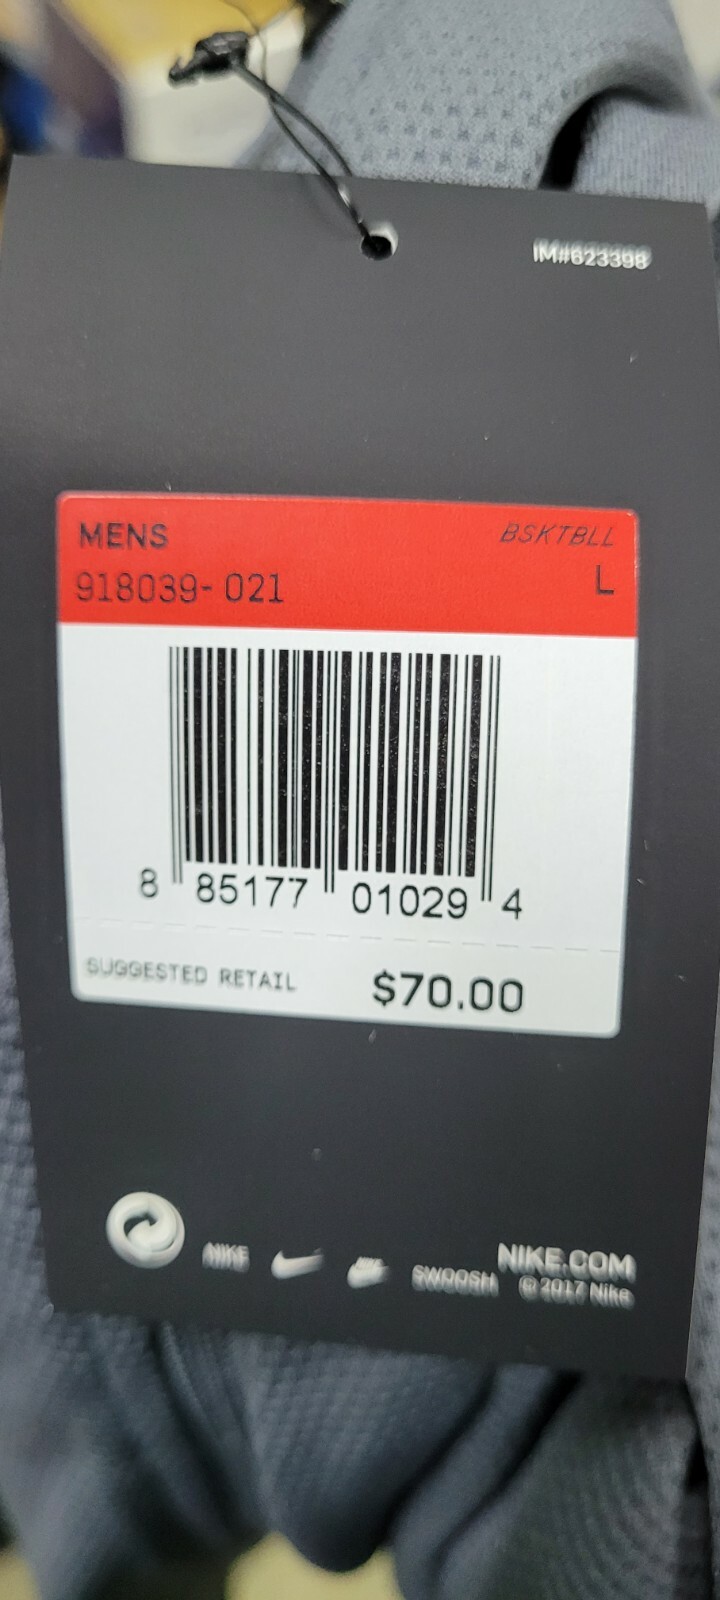 IM#623398
MENS BSKTBLL
918039-021 L
8 85177 01029 4
SUGGESTED RETAIL $70.00
NIKE SWOOSH NIKE.COM
© 2017 Nike